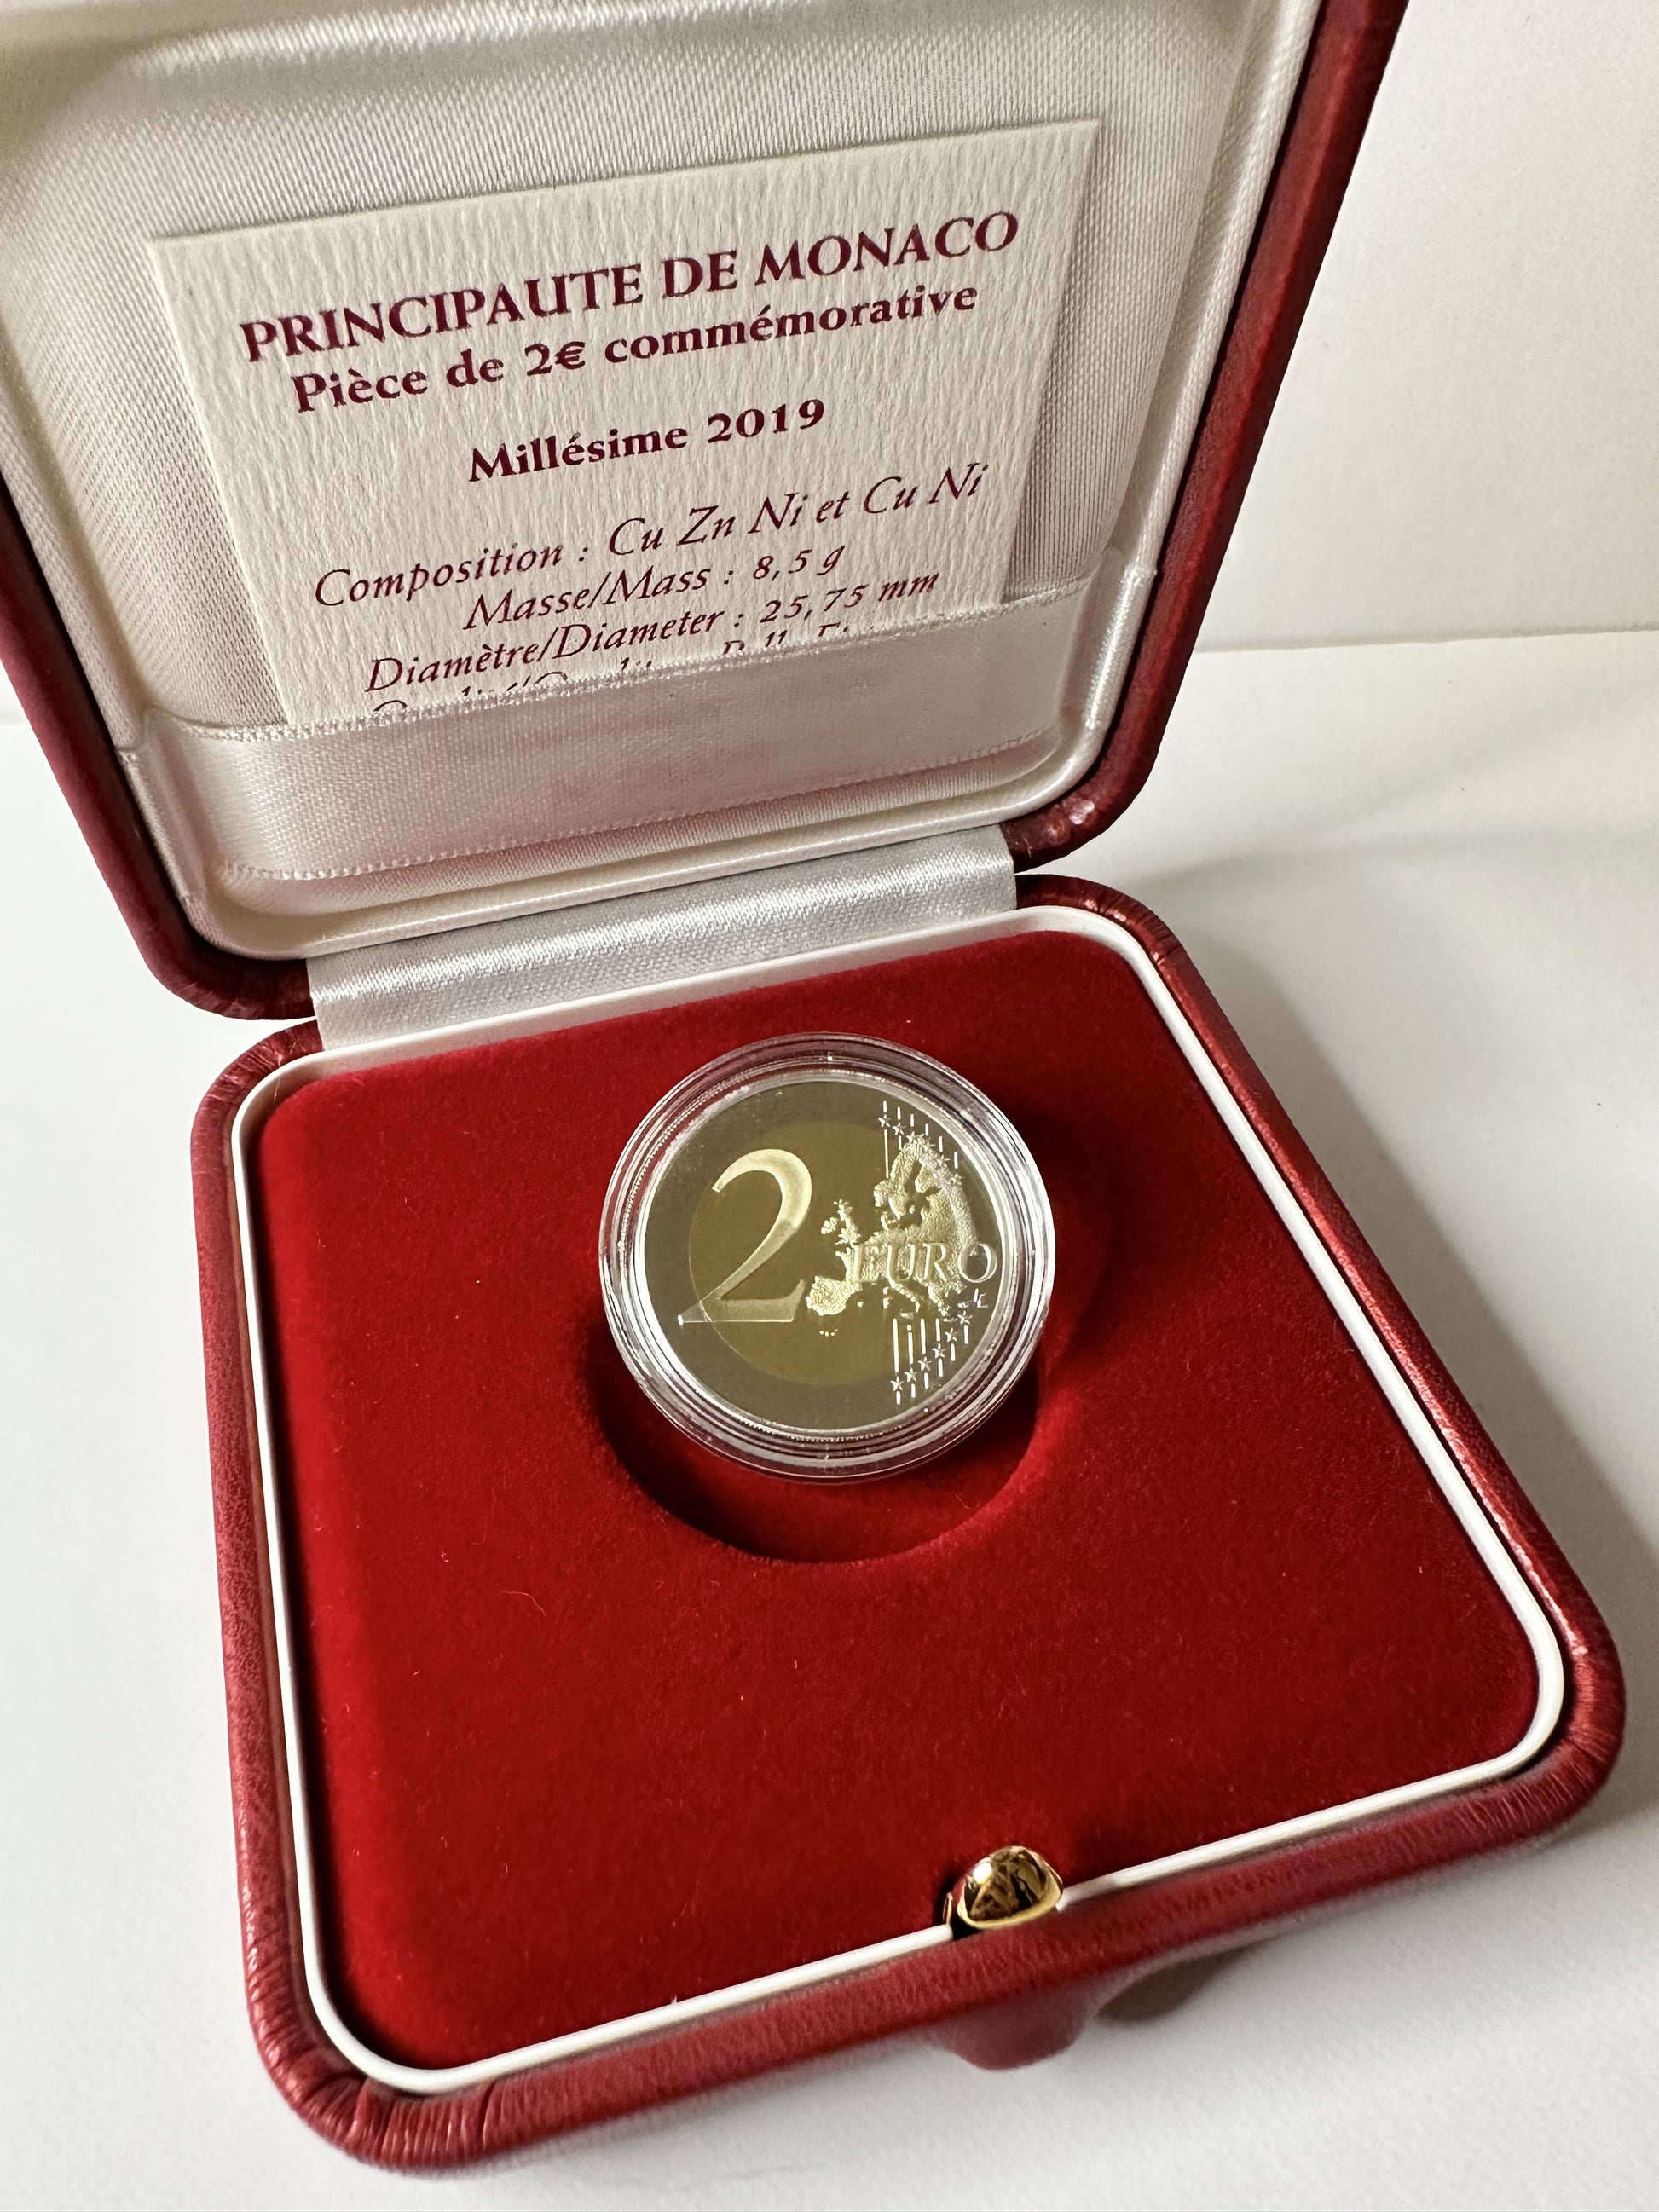 PRINCIPAUTE DE MONACO
Pièce de 2€ commémorative
Millésime 2019
Composition : Cu Zn Ni et Cu Ni
Masse/Mass : 8,5 g
Diamètre/Diameter : 25,75 mm
2 EURO